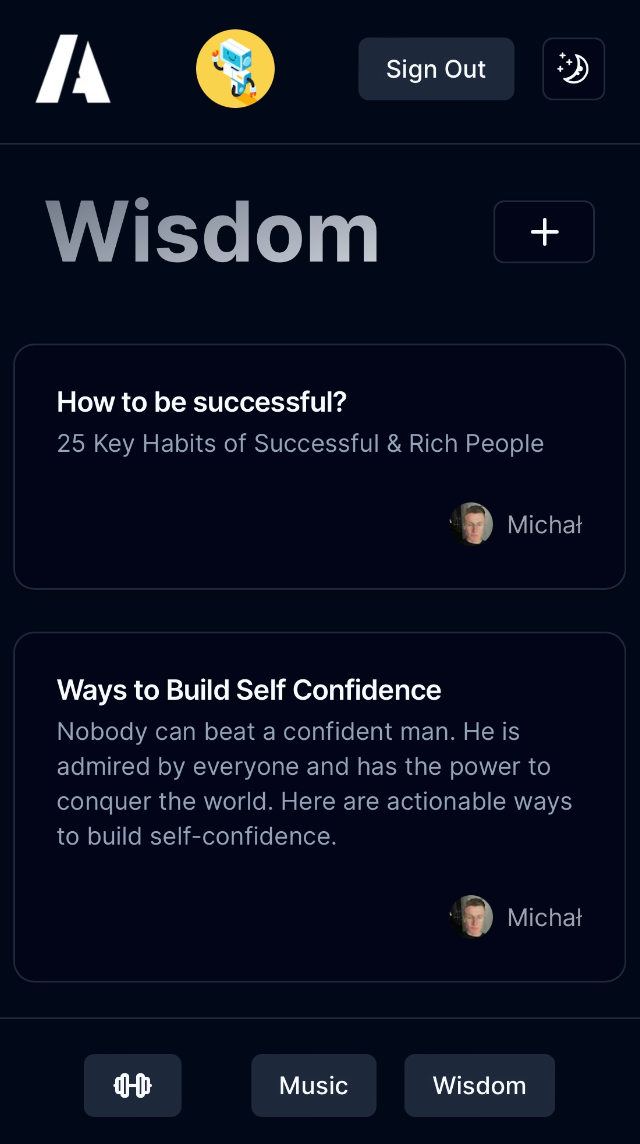 Sign Out
Wisdom
How to be successful?
25 Key Habits of Successful & Rich People
Michał
Ways to Build Self Confidence
Nobody can beat a confident man. He is
admired by everyone and has the power to
conquer the world. Here are actionable ways
to build self-confidence.
Michał
Music
Wisdom